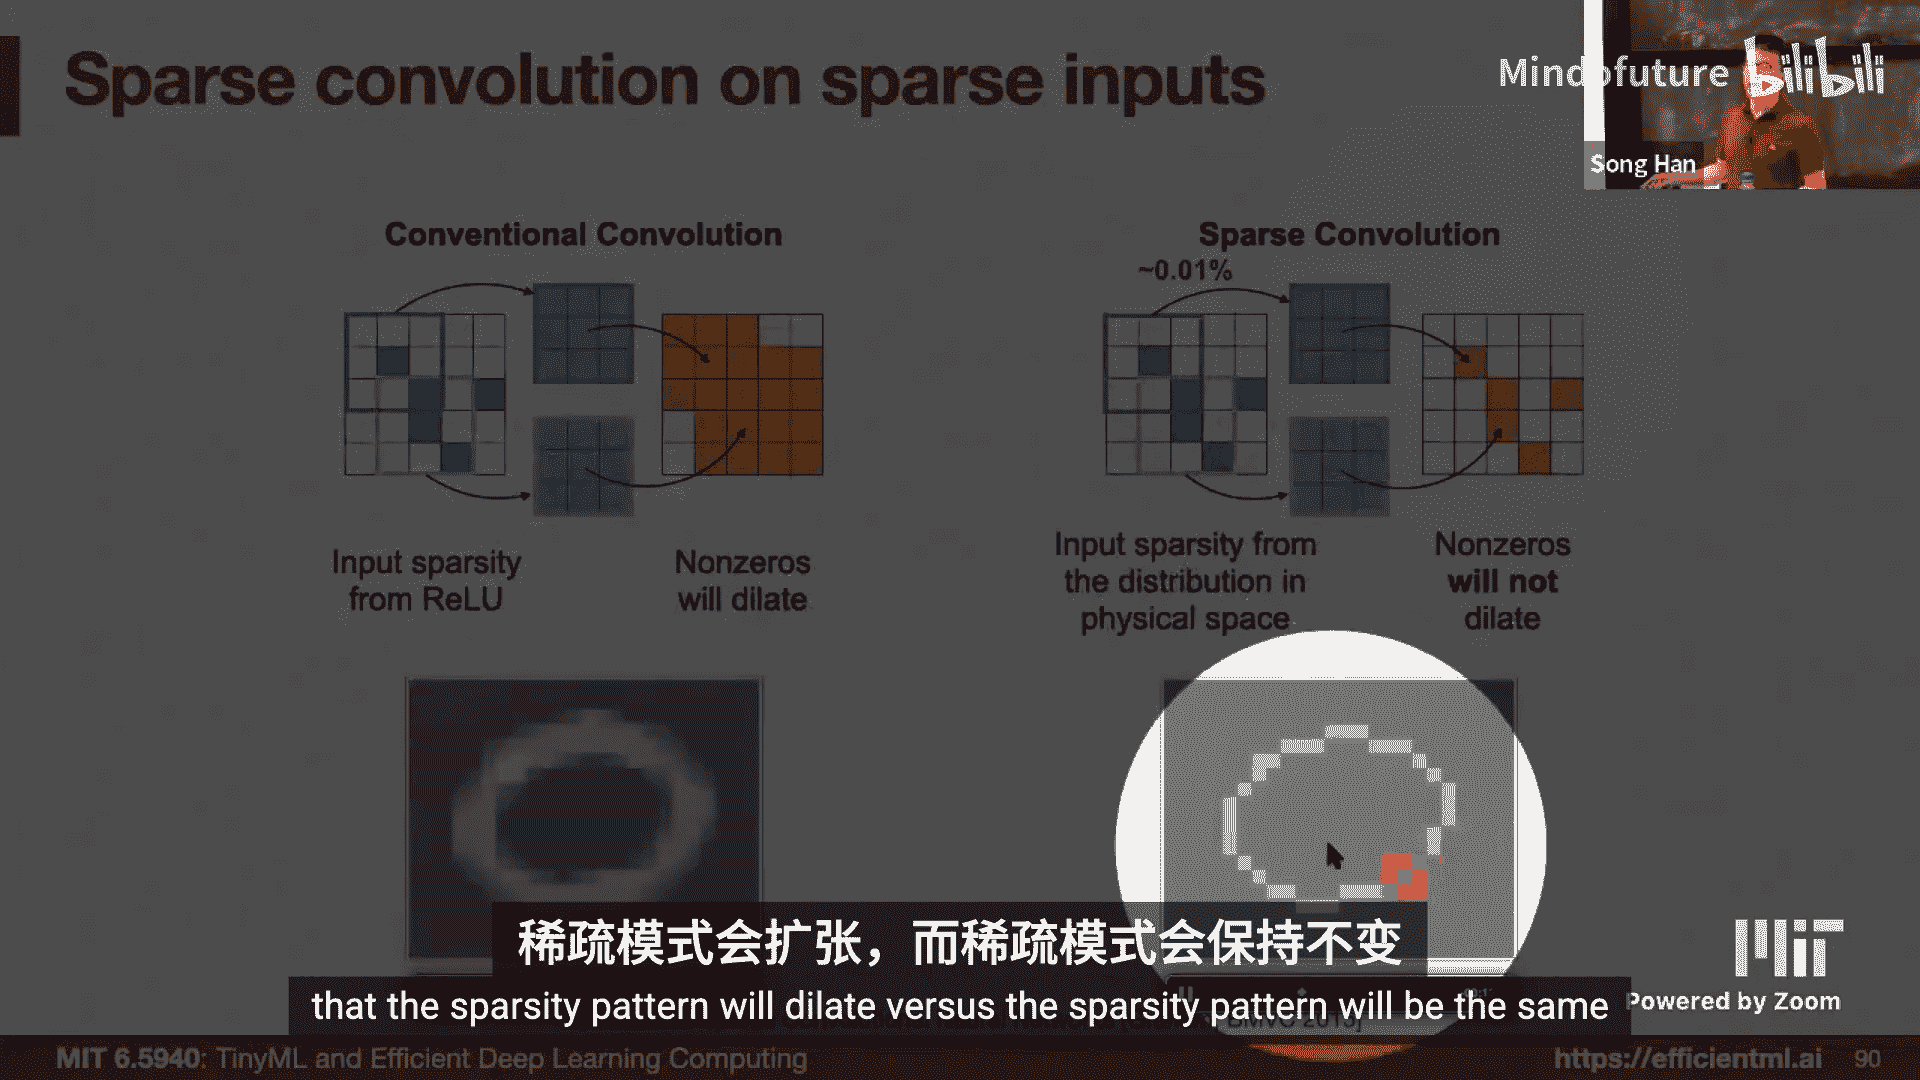 Sparse convolution on sparse inputs
Mindofuture bilibili
Song Han
Conventional Convolution
Sparse Convolution
~0.01%
Input sparsity
from ReLU
Nonzeros
will dilate
Input sparsity from
the distribution in
physical space
Nonzeros
will not
dilate
稀疏模式会扩张，而稀疏模式会保持不变
that the sparsity pattern will dilate versus the sparsity pattern will be the same
MIT
Powered by Zoom
BMVC 2015]
MIT 6.5940: TinyML and Efficient Deep Learning Computing
https://efficientml.ai
90